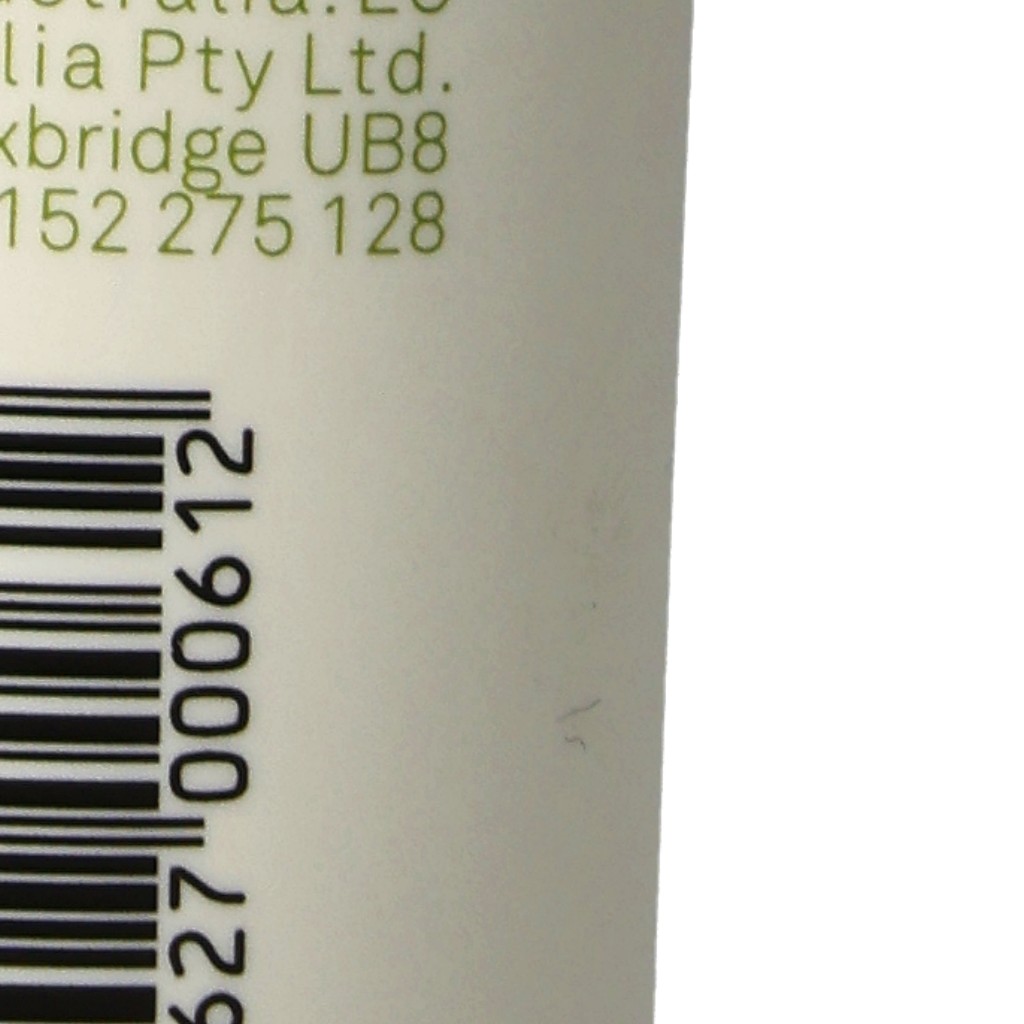 lia Pty Ltd.
xbridge UB8
152 275 128
627 000612